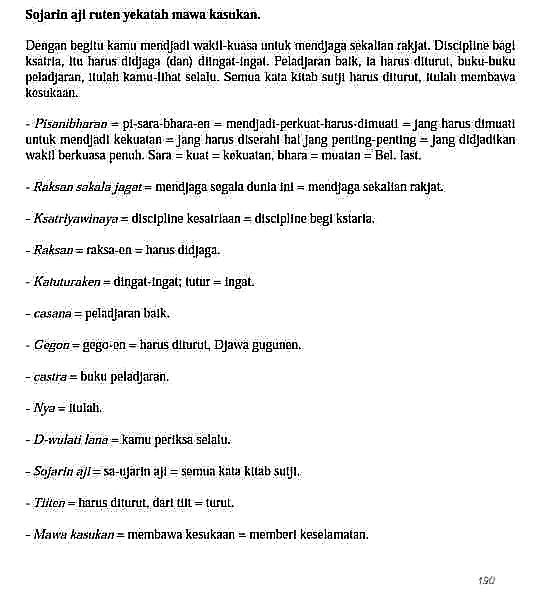 Sojarin aji ruten yekatah mawa kasukan.
Dengan begitu kamu mendjadi wakil-kuasa untuk mendjaga sekalian rakjat. Discipline bagi
ksatria, itu harus didjaga (dan) diingat-ingat. Peladjaran baik, ia harus diturut, buku-buku
peladjaran, itulah kamu-lihat selalu. Semua kata kitab sutji harus diturut, itulah membawa
kesukaan.
- Pisanibharan = pi-sara-bhara-en = mendjadi-perkuat-harus-dimuati = jang harus dimuati
untuk mendjadi kekuatan = jang harus diserahi hal jang penting-penting = jang didjadikan
wakil berkuasa penuh. Sara = kuat = kekuatan, bhara = muatan = Bel. last.
- Raksan sakala jagat = mendjaga segala dunia ini = mendjaga sekalian rakjat.
- Ksatriyawinaya = discipline kesatriaan = discipline begi kstaria.
- Raksan = raksa-en = harus didjaga.
- Katuturaken = dingat-ingat; tutur = ingat.
- casana = peladjaran baik.
- Gegon = gego-en = harus diturut, Djawa gugunen.
- castra = buku peladjaran.
- Nya = itulah.
- D-wulati lana = kamu periksa selalu.
- Sojarin aji = sa-ujarin aji = semua kata kitab sutji.
- Tiiten = harus diturut, dari tiit = turut.
- Mawa kasukan = membawa kesukaan = memberi keselamatan.
190